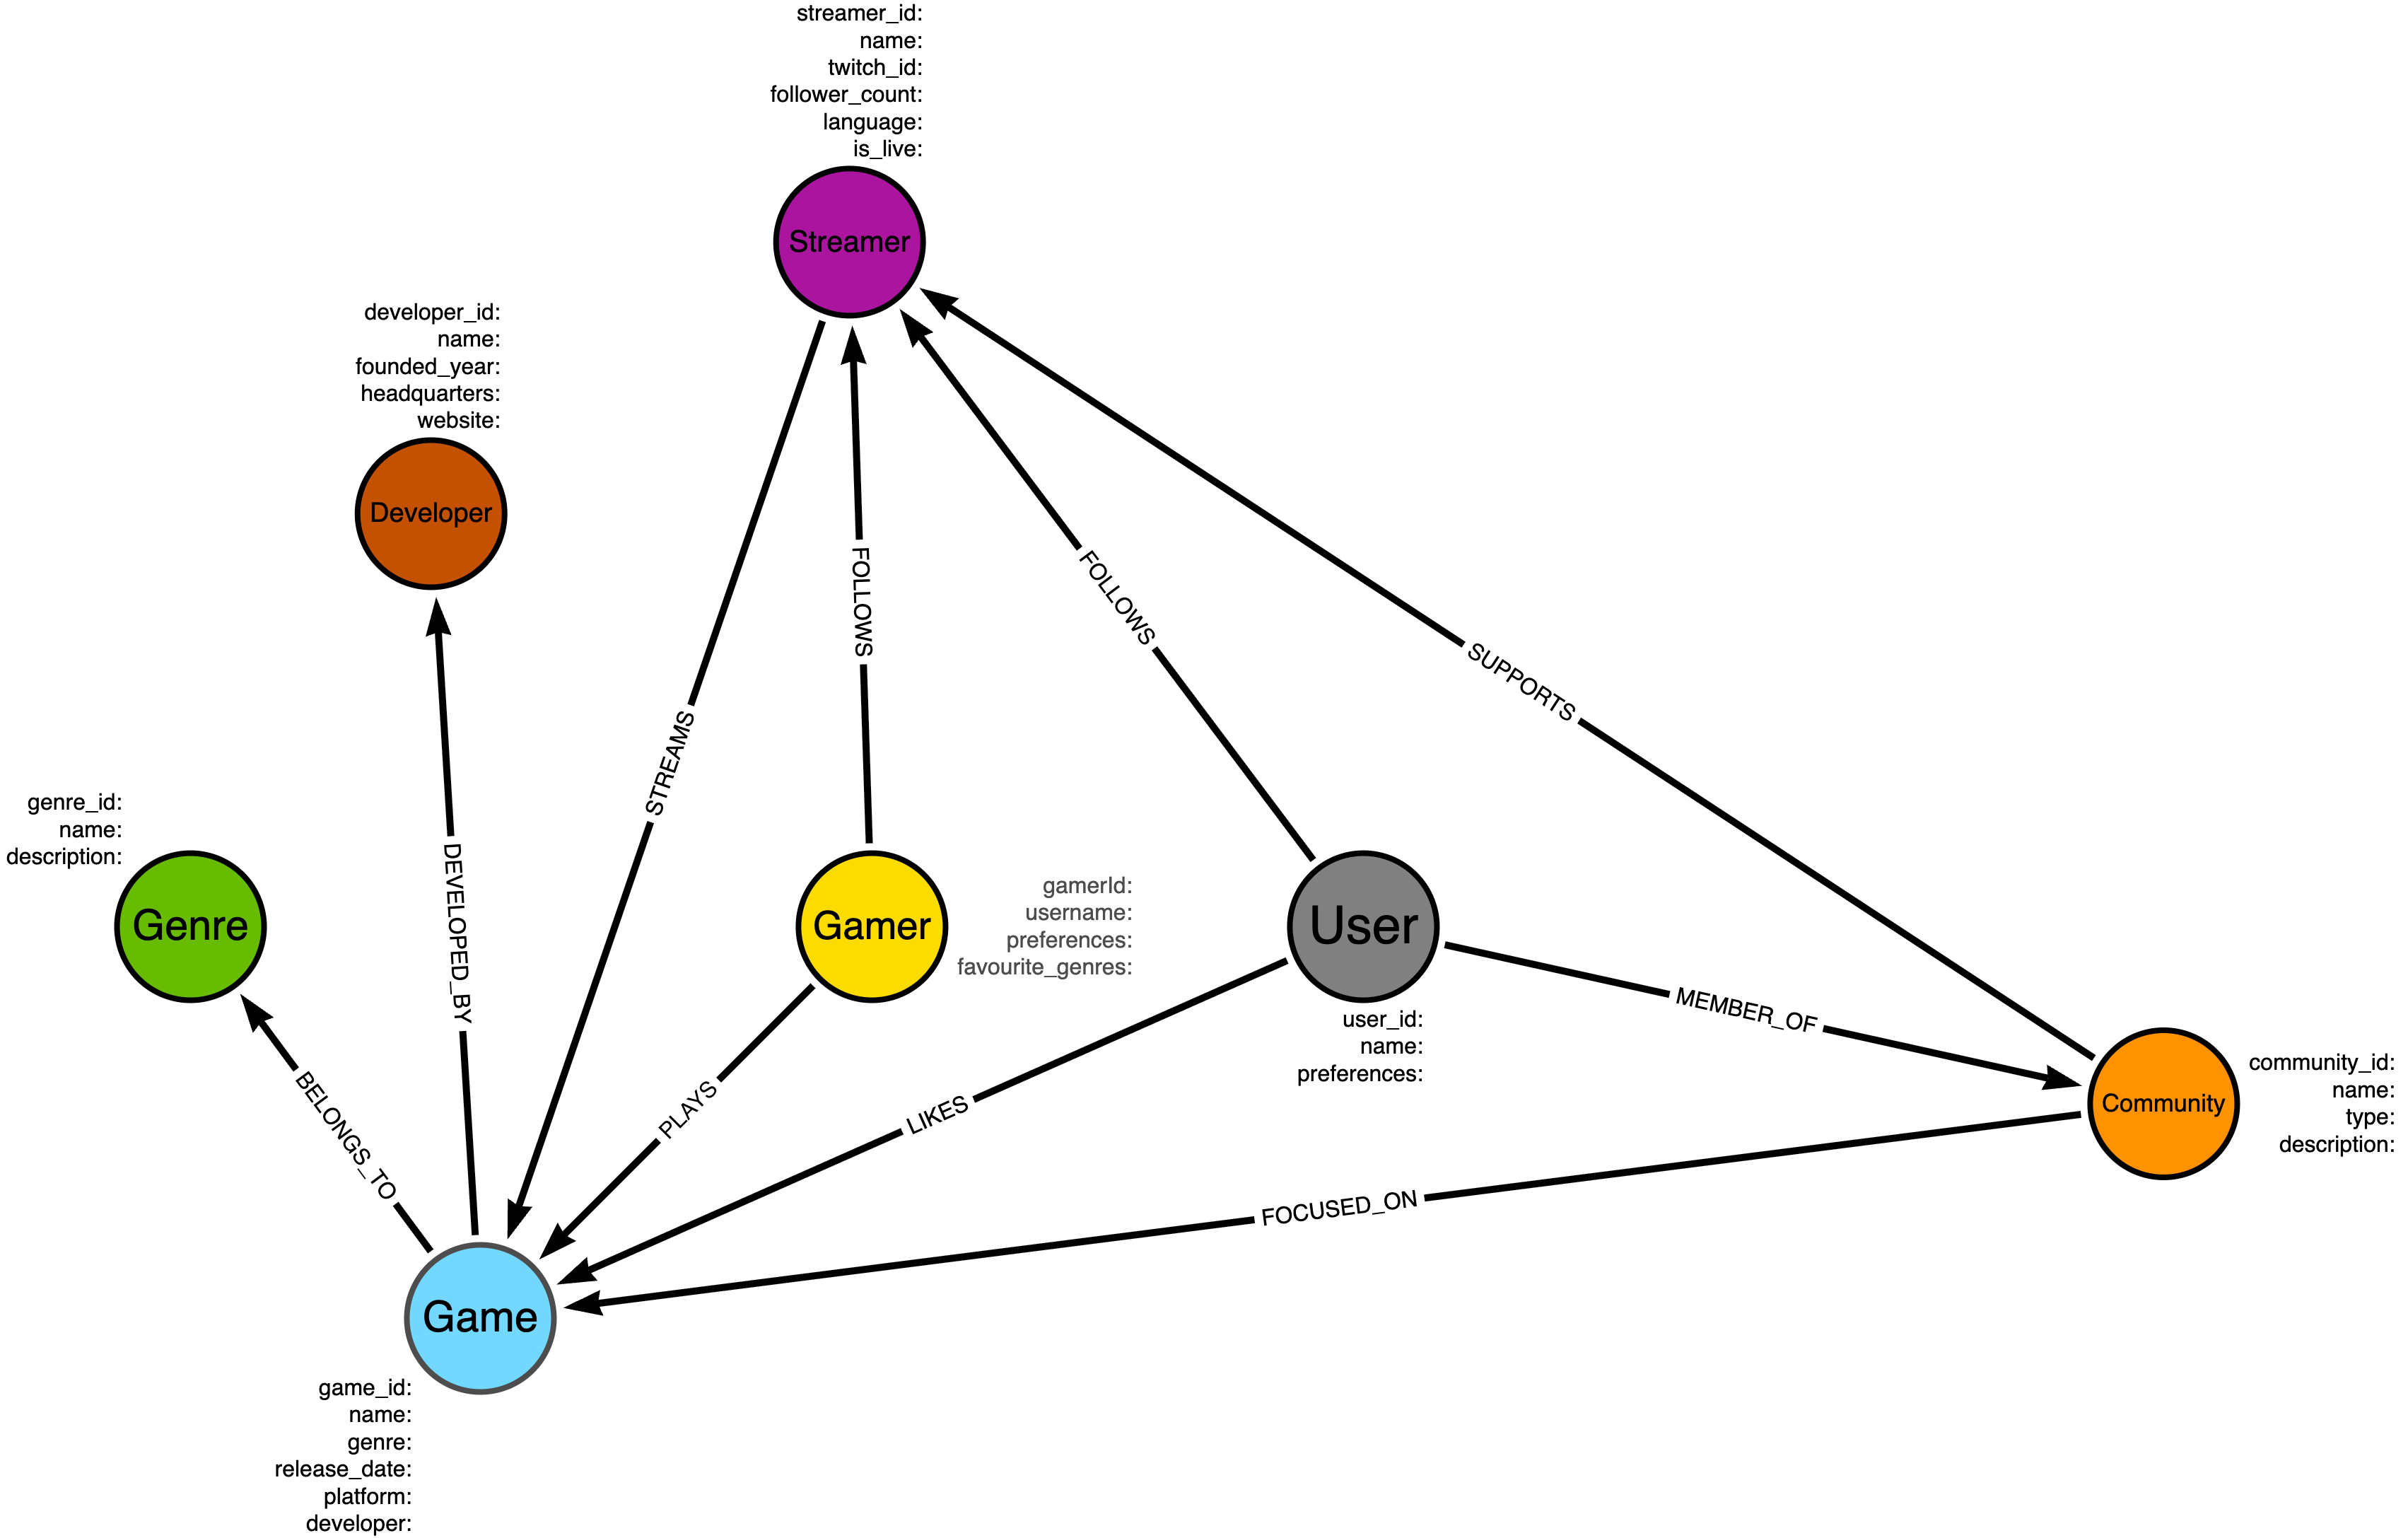 streamer_id:
name:
twitch_id:
follower_count:
language:
is_live:
Streamer
developer_id:
name:
founded_year:
headquarters:
website:
Developer
FOLLOWS
FOLLOWS
SUPPORTS
STREAMS
genre_id:
name:
description:
Genre
DEVELOPED_BY
Gamer
gamerId:
username:
preferences:
favourite_genres:
User
user_id:
name:
preferences:
MEMBER_OF
Community
community_id:
name:
type:
description:
BELONGS_TO
PLAYS
LIKES
FOCUSED_ON
Game
game_id:
name:
genre:
release_date:
platform:
developer: